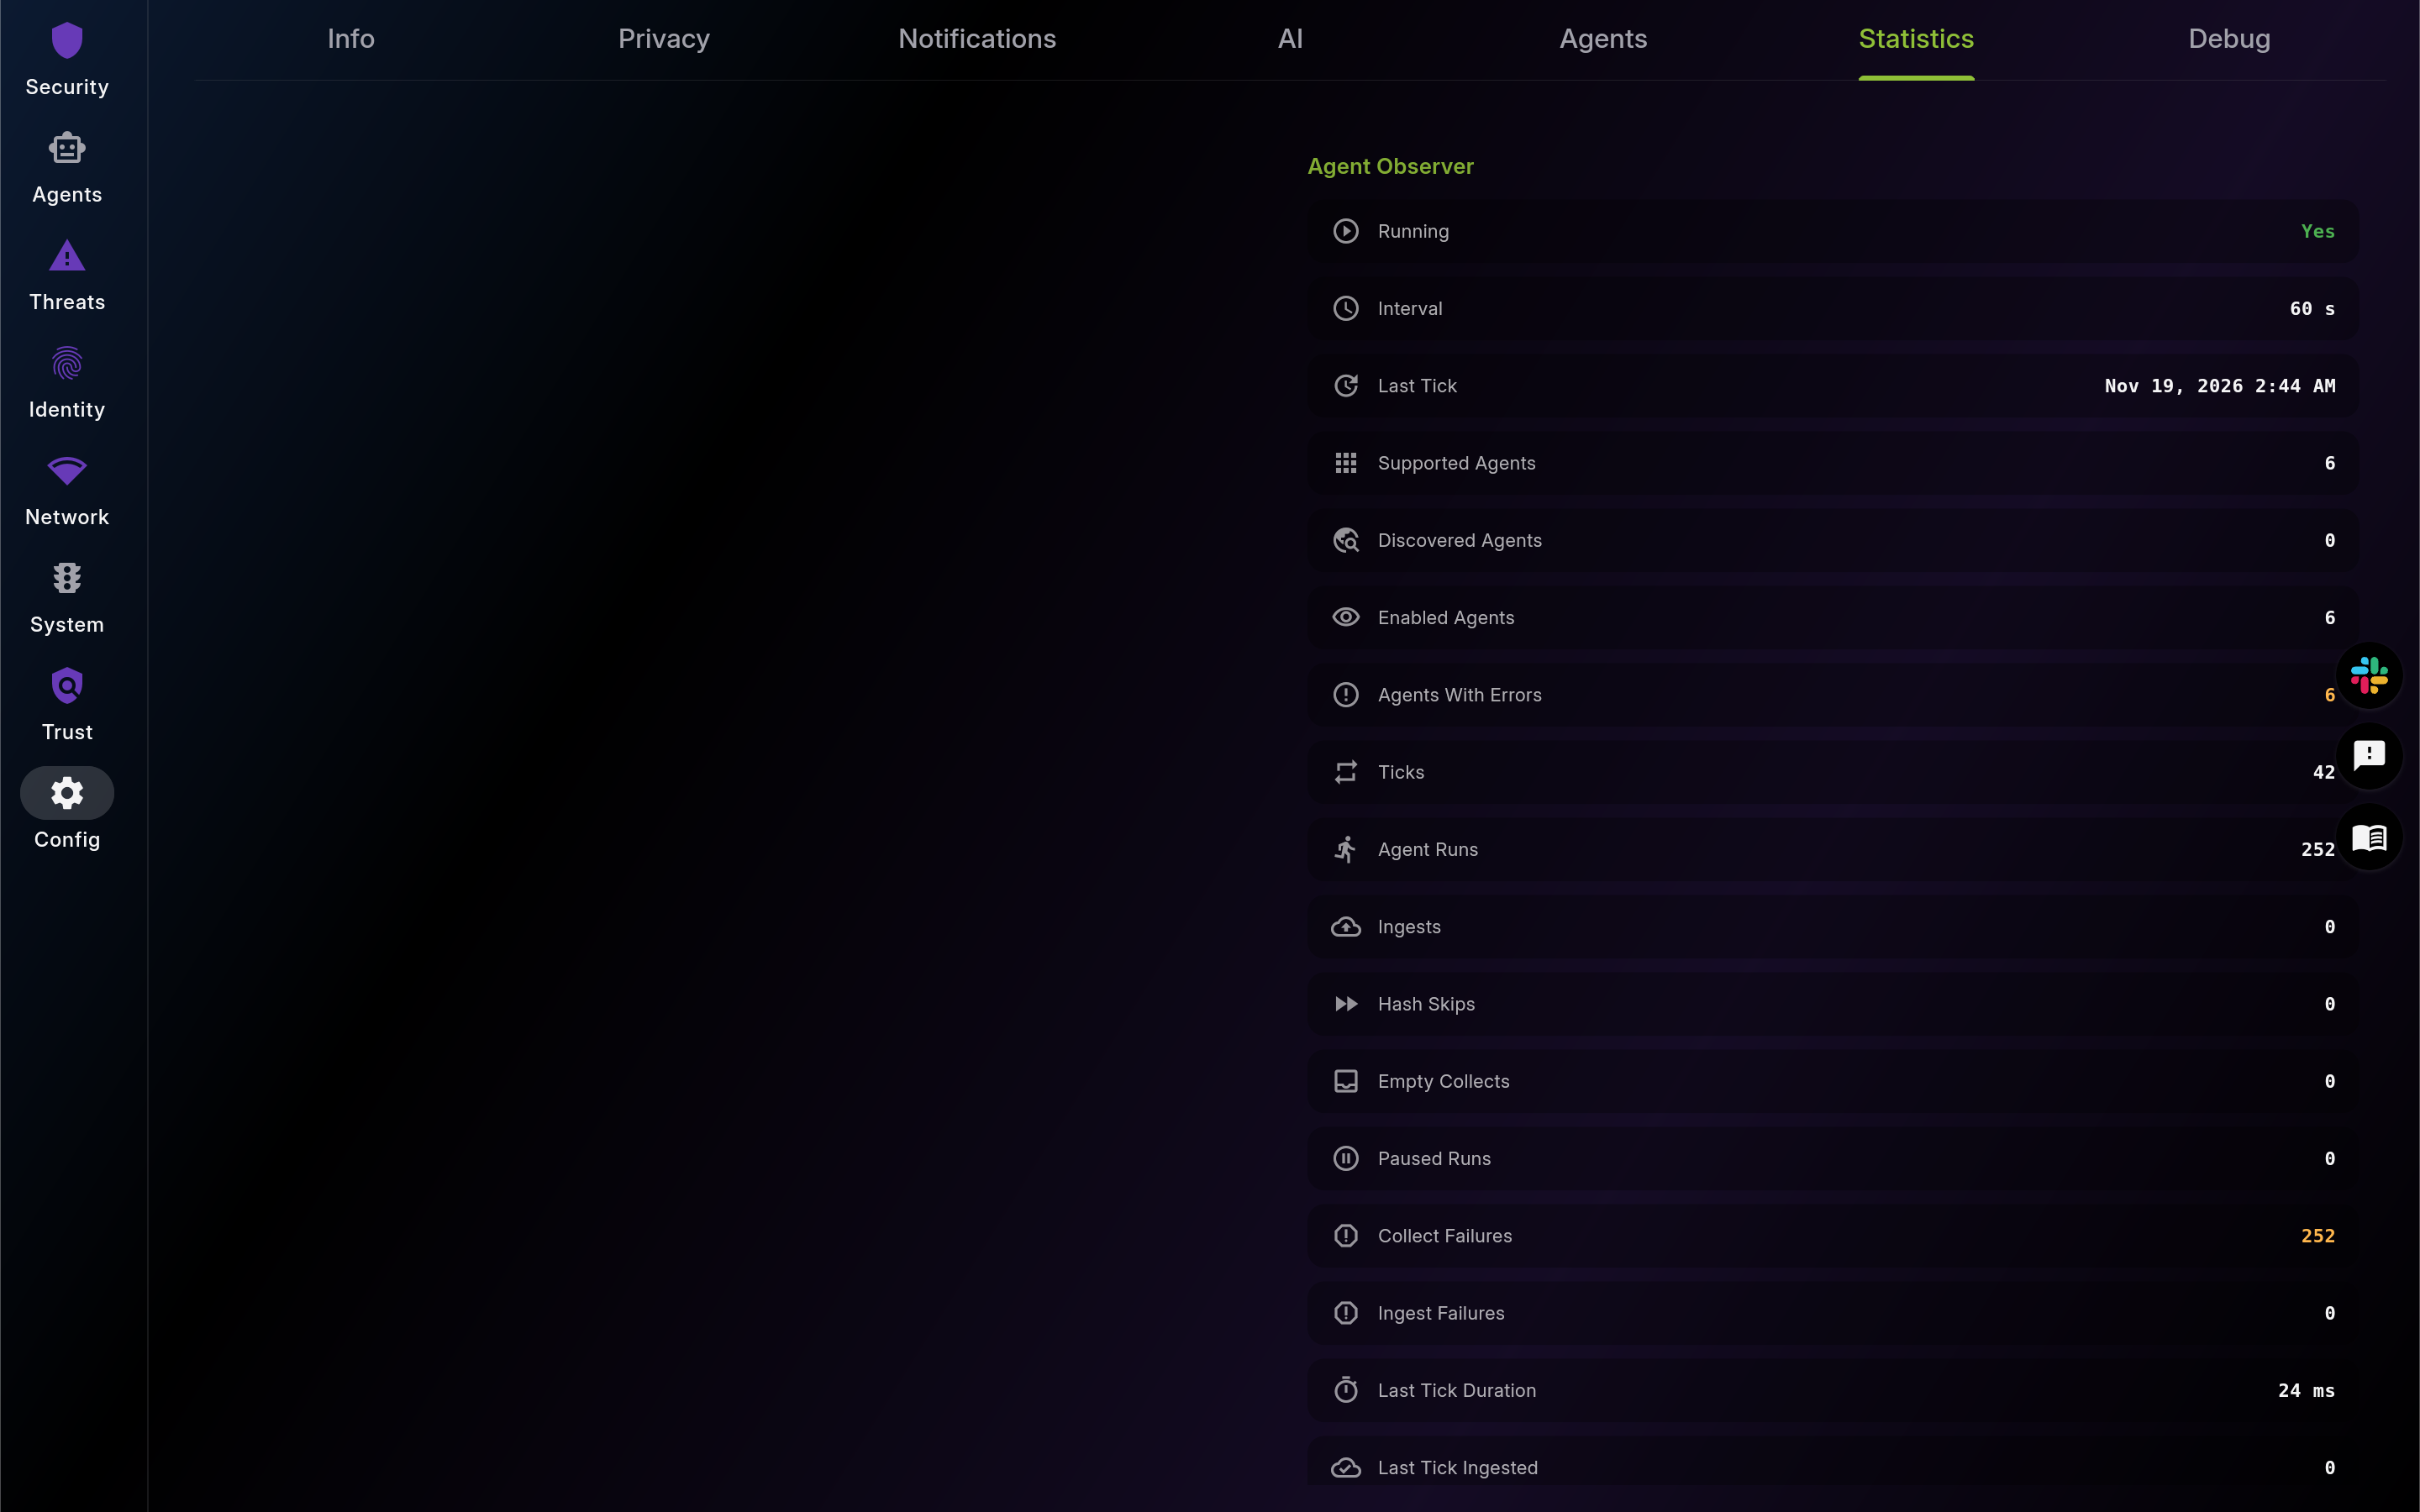 Info Privacy Notifications AI Agents Statistics Debug
Security
Agents
Threats
Identity
Network
System
Trust
Config
Agent Observer
Running Yes
Interval 60 s
Last Tick Nov 19, 2026 2:44 AM
Supported Agents 6
Discovered Agents 0
Enabled Agents 6
Agents With Errors 6
Ticks 42
Agent Runs 252
Ingests 0
Hash Skips 0
Empty Collects 0
Paused Runs 0
Collect Failures 252
Ingest Failures 0
Last Tick Duration 24 ms
Last Tick Ingested 0